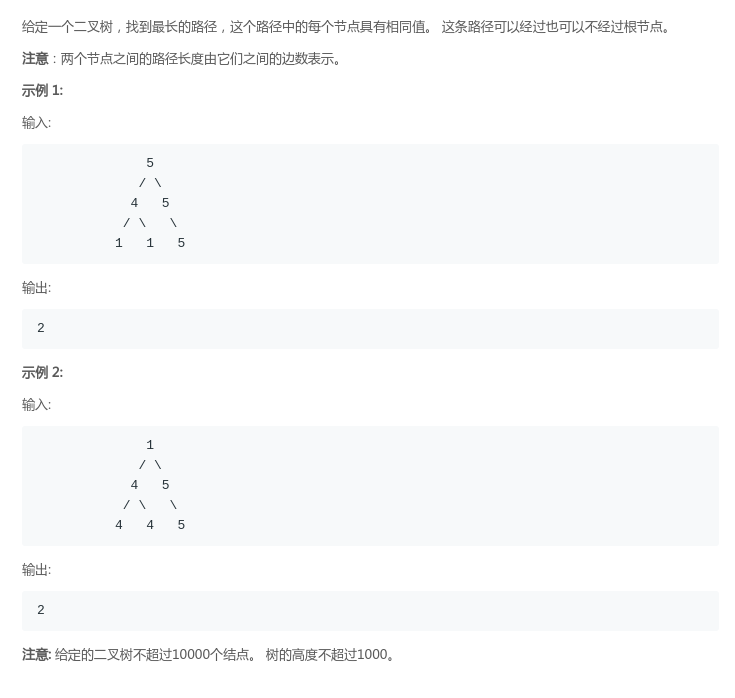 给定一个二叉树，找到最长的路径，这个路径中的每个节点具有相同值。 这条路径可以经过也可以不经过根节点。
注意：两个节点之间的路径长度由它们之间的边数表示。
示例 1:
输入:
              5
             / \
            4   5
           / \   \
          1   1   5
输出:
2
示例 2:
输入:
              1
             / \
            4   5
           / \   \
          4   4   5
输出:
2
注意: 给定的二叉树不超过10000个结点。 树的高度不超过1000。